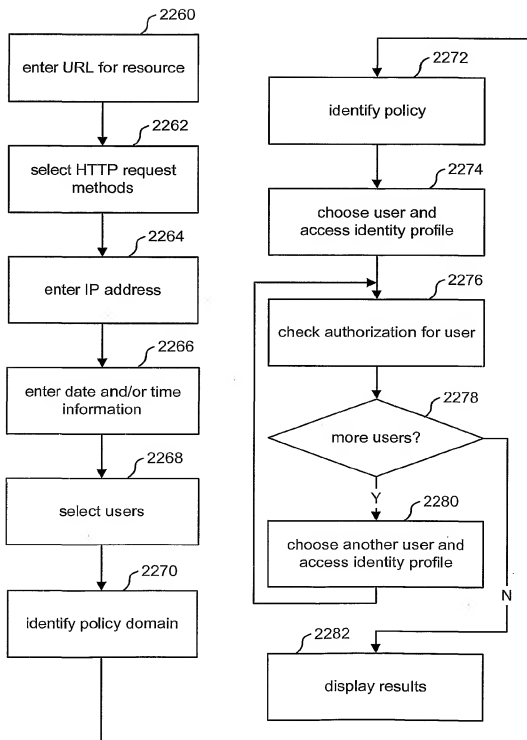 2260
enter URL for resource
2262
select HTTP request
methods
2264
enter IP address
2266
enter date and/or time
information
2268
select users
2270
identify policy domain
2272
identify policy
2274
choose user and
access identity profile
2276
check authorization for user
2278
more users?
Y
2280
choose another user and
access identity profile
N
2282
display results